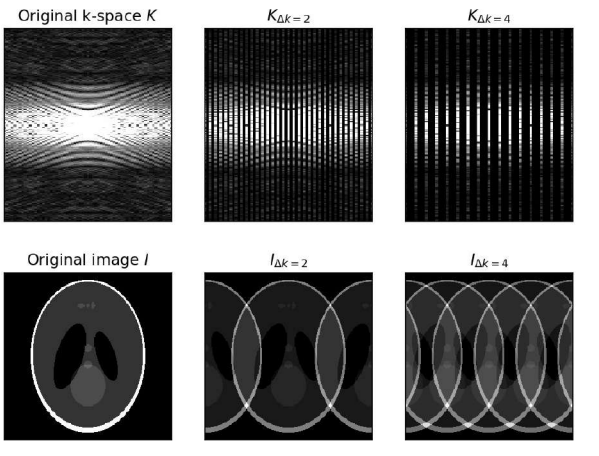 Original k-space K
K_{Δk=2}
K_{Δk=4}
Original image I
I_{Δk=2}
I_{Δk=4}